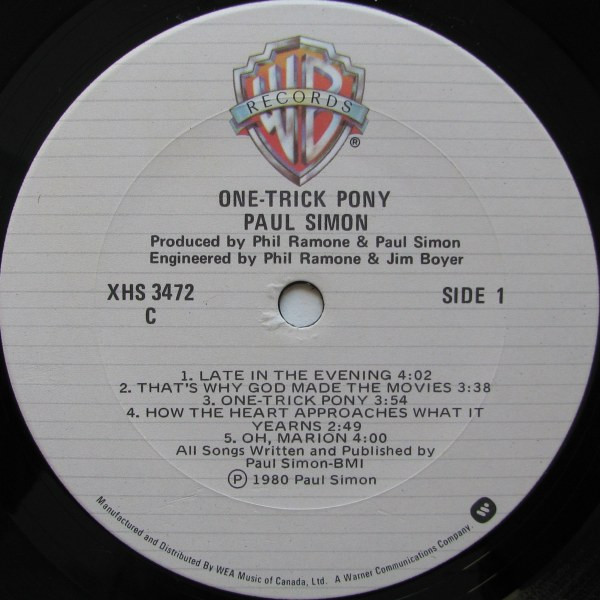 WB
RECORDS
®
ONE-TRICK PONY
PAUL SIMON
Produced by Phil Ramone & Paul Simon
Engineered by Phil Ramone & Jim Boyer
XHS 3472
C
SIDE 1
1. LATE IN THE EVENING 4:02
2. THAT'S WHY GOD MADE THE MOVIES 3:38
3. ONE-TRICK PONY 3:54
4. HOW THE HEART APPROACHES WHAT IT
YEARNS 2:49
5. OH, MARION 4:00
All Songs Written and Published by
Paul Simon-BMI
℗ 1980 Paul Simon
Manufactured and Distributed By WEA Music of Canada, Ltd. A Warner Communications Company.